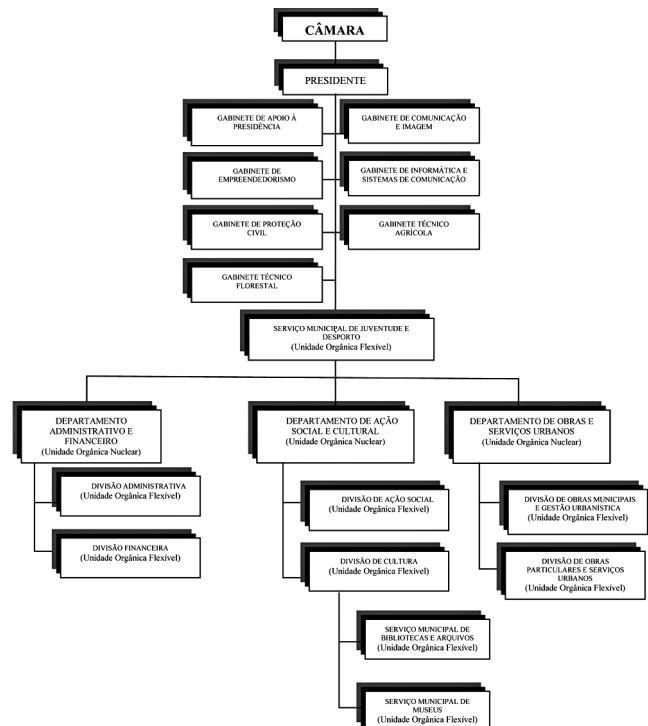 CÂMARA
PRESIDENTE
GABINETE DE APOIO À
PRESIDÊNCIA
GABINETE DE COMUNICAÇÃO
E IMAGEM
GABINETE DE
EMPREENDEDORISMO
GABINETE DE INFORMÁTICA E
SISTEMAS DE COMUNICAÇÃO
GABINETE DE PROTEÇÃO
CIVIL
GABINETE TÉCNICO
AGRÍCOLA
GABINETE TÉCNICO
FLORESTAL
SERVIÇO MUNICIPAL DE JUVENTUDE E
DESPORTO
(Unidade Orgânica Flexível)
DEPARTAMENTO
ADMINISTRATIVO E
FINANCEIRO
(Unidade Orgânica Nuclear)
DIVISÃO ADMINISTRATIVA
(Unidade Orgânica Flexível)
DIVISÃO FINANCEIRA
(Unidade Orgânica Flexível)
DEPARTAMENTO DE AÇÃO
SOCIAL E CULTURAL
(Unidade Orgânica Nuclear)
DIVISÃO DE AÇÃO SOCIAL
(Unidade Orgânica Flexível)
DIVISÃO DE CULTURA
(Unidade Orgânica Flexível)
SERVIÇO MUNICIPAL DE
BIBLIOTECAS E ARQUIVOS
(Unidade Orgânica Flexível)
SERVIÇO MUNICIPAL DE
MUSEUS
(Unidade Orgânica Flexível)
DEPARTAMENTO DE OBRAS E
SERVIÇOS URBANOS
(Unidade Orgânica Nuclear)
DIVISÃO DE OBRAS MUNICIPAIS
E GESTÃO URBANÍSTICA
(Unidade Orgânica Flexível)
DIVISÃO DE OBRAS
PARTICULARES E SERVIÇOS
URBANOS
(Unidade Orgânica Flexível)